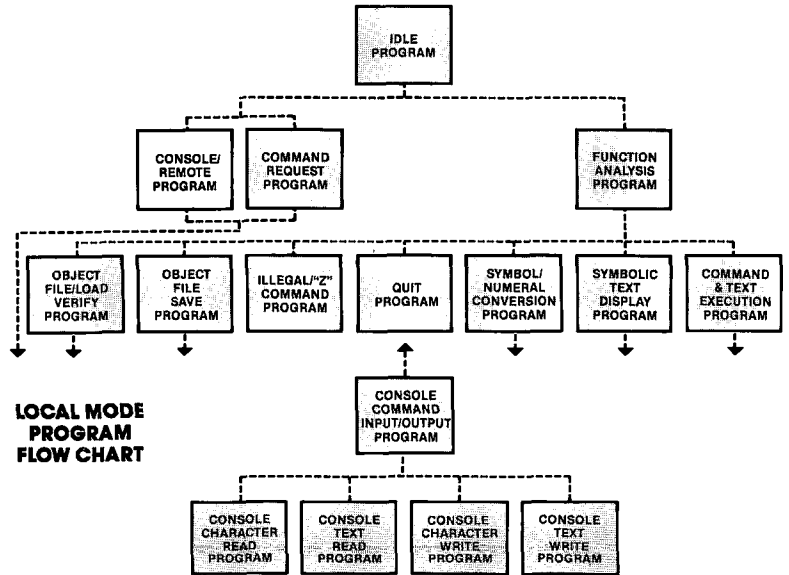 IDLE
PROGRAM
CONSOLE/
REMOTE
PROGRAM
COMMAND
REQUEST
PROGRAM
FUNCTION
ANALYSIS
PROGRAM
OBJECT
FILE/LOAD
VERIFY
PROGRAM
OBJECT
FILE
SAVE
PROGRAM
ILLEGAL/"Z"
COMMAND
PROGRAM
QUIT
PROGRAM
SYMBOL/
NUMERAL
CONVERSION
PROGRAM
SYMBOLIC
TEXT
DISPLAY
PROGRAM
COMMAND
& TEXT
EXECUTION
PROGRAM
LOCAL MODE
PROGRAM
FLOW CHART
CONSOLE
COMMAND
INPUT/OUTPUT
PROGRAM
CONSOLE
CHARACTER
READ
PROGRAM
CONSOLE
TEXT
READ
PROGRAM
CONSOLE
CHARACTER
WRITE
PROGRAM
CONSOLE
TEXT
WRITE
PROGRAM